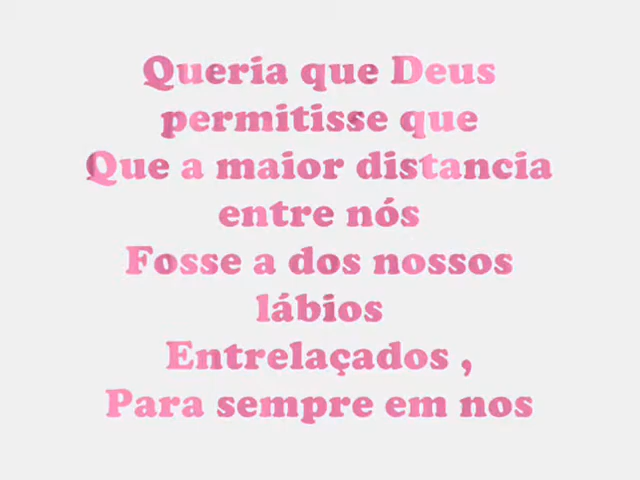 Queria que Deus
permitisse que
Que a maior distancia
entre nós
Fosse a dos nossos
lábios
Entrelaçados ,
Para sempre em nos